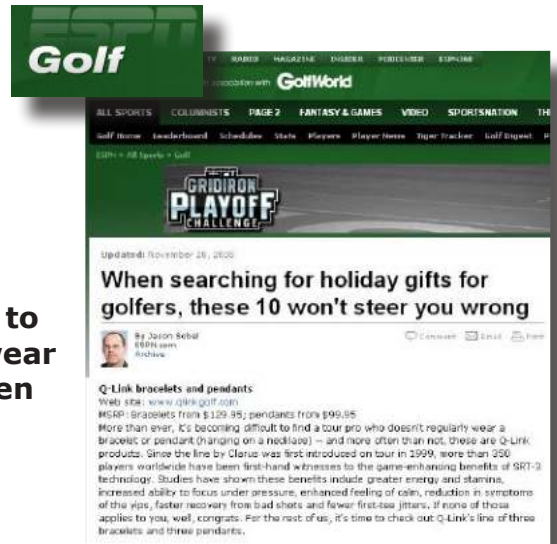 ESPN
Golf
TV RADIO MAGAZINE INSIDER PODCENTER
association with GolfWorld
ALL SPORTS COLUMNISTS PAGE 2 FANTASY & GAMES VIDEO SPORTSNATION TH
Golf Home Leaderboard Schedules Stats Players Player News Tiger Tracker Golf Digest
ESPN > All Sports > Golf
GRIDIRON
PLAYOFF
CHALLENGE
Updated: November
When searching for holiday gifts for
golfers, these 10 won't steer you wrong
By Jason Sobel
ESPN.com
Archive
Comment Email Print
to
wear
en
Q-Link bracelets and pendants
Web site: www.qlinkgolf.com
MSRP: Bracelets from $129.95; pendants from $99.95
More than ever, it's becoming difficult to find a tour pro who doesn't regularly wear a
bracelet or pendant (hanging on a necklace) — and more often than not, these are Q-Link
products. Since the line by Clarus was first introduced on tour in 1999, more than 350
players worldwide have been first-hand witnesses to the game-enhancing benefits of SRT-3
technology. Studies have shown these benefits include greater energy and stamina,
increased ability to focus under pressure, enhanced feeling of calm, reduction in symptoms
of the yips, faster recovery from bad shots and fewer first-tee jitters. If none of those
applies to you, well, congrats. For the rest of us, it's time to check out Q-Link's line of three
bracelets and three pendants.